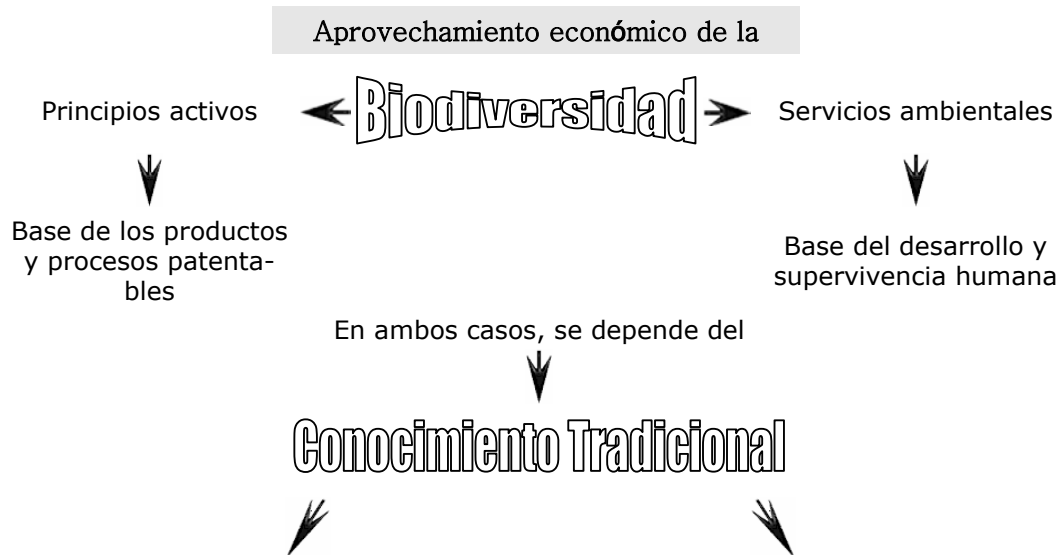 Aprovechamiento económico de la
Biodiversidad
Principios activos
Servicios ambientales
Base de los productos
y procesos patenta-
bles
Base del desarrollo y
supervivencia humana
En ambos casos, se depende del
Conocimiento Tradicional